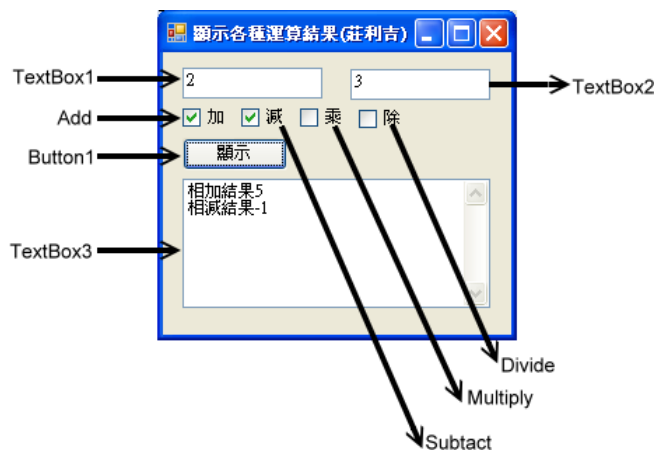 顯示各種運算結果(莊利吉)
TextBox1
2
3
TextBox2
Add
加
減
乘
除
Button1
顯示
相加結果5
相減結果-1
TextBox3
Divide
Multiply
Subtact